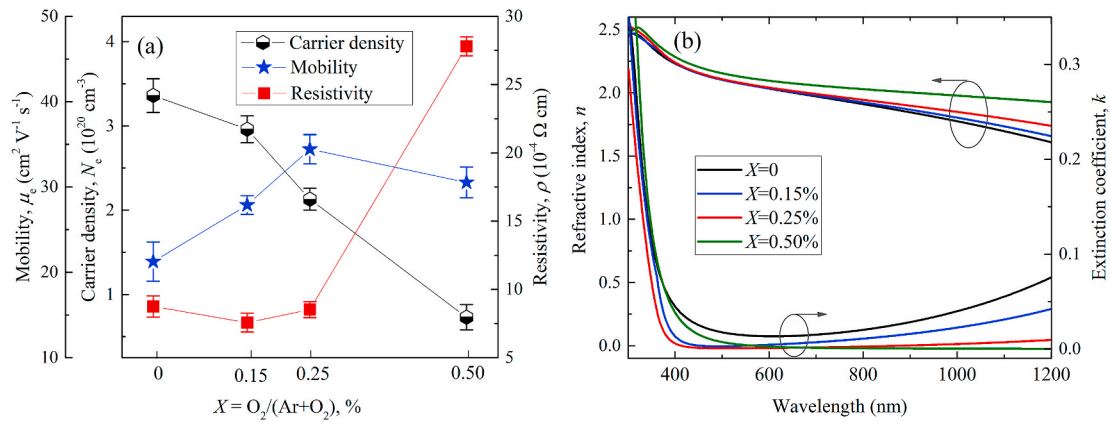 (a)
Carrier density
Mobility
Resistivity
Mobility, μe (cm² V⁻¹ s⁻¹)
50
40
30
20
10
Carrier density, Ne (10²⁰ cm⁻³)
4
3
2
1
Resistivity, ρ (10⁻⁴ Ω cm)
30
25
20
15
10
5
0
0.15
0.25
0.50
X = O₂/(Ar+O₂), %
(b)
Refractive index, n
2.5
2.0
1.5
1.0
0.5
0.0
X=0
X=0.15%
X=0.25%
X=0.50%
Extinction coefficient, k
0.3
0.2
0.1
0.0
400
600
800
1000
1200
Wavelength (nm)